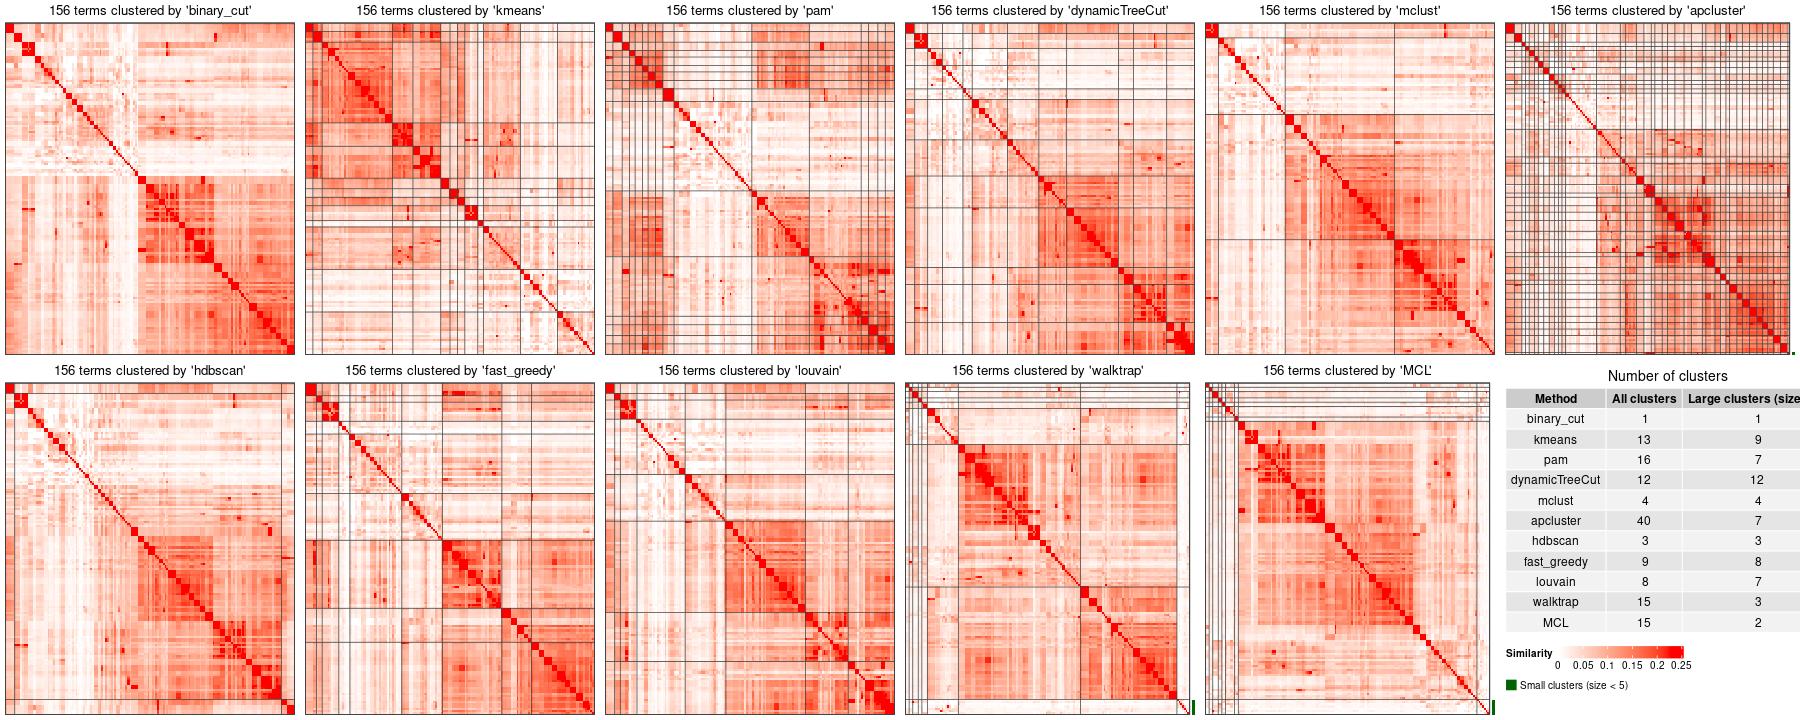 156 terms clustered by 'binary_cut'
156 terms clustered by 'kmeans'
156 terms clustered by 'pam'
156 terms clustered by 'dynamicTreeCut'
156 terms clustered by 'mclust'
156 terms clustered by 'apcluster'
156 terms clustered by 'hdbscan'
156 terms clustered by 'fast_greedy'
156 terms clustered by 'louvain'
156 terms clustered by 'walktrap'
156 terms clustered by 'MCL'
Number of clusters
Method All clusters Large clusters (size
binary_cut 1 1
kmeans 13 9
pam 16 7
dynamicTreeCut 12 12
mclust 4 4
apcluster 40 7
hdbscan 3 3
fast_greedy 9 8
louvain 8 7
walktrap 15 3
MCL 15 2
Similarity
0 0.05 0.1 0.15 0.2 0.25
Small clusters (size < 5)